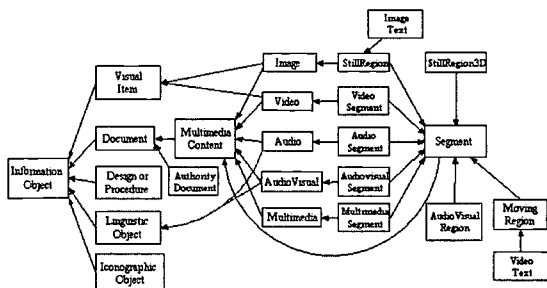 Image
Text
Visual
Item
Image
StillRegion
StillRegion3D
Video
Video
Segment
Document
Multimedia
Content
Audio
Audio
Segment
Segment
Information
Object
Design or
Procedure
Authority
Document
AudioVisual
Audiovisual
Segment
Linguistic
Object
Multimedia
Multimedia
Segment
AudioVisual
Region
Moving
Region
Iconographic
Object
Video
Text